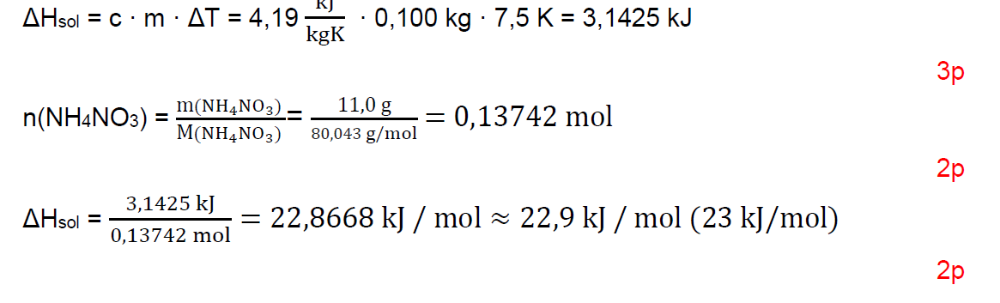 ΔHsol = c · m · ΔT = 4,19 kJ/kgK · 0,100 kg · 7,5 K = 3,1425 kJ
3p
n(NH4NO3) = m(NH4NO3)/M(NH4NO3) = 11,0 g/80,043 g/mol = 0,13742 mol
2p
ΔHsol = 3,1425 kJ/0,13742 mol = 22,8668 kJ / mol ≈ 22,9 kJ / mol (23 kJ/mol)
2p